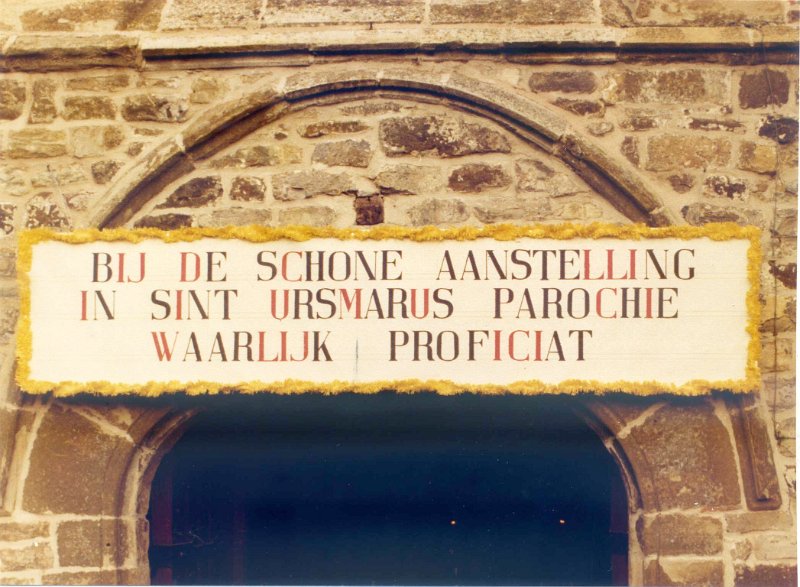 BIJ DE SCHONE AANSTELLING
IN SINT URSMARUS PAROCHIE
WAARLIJK PROFICIAT